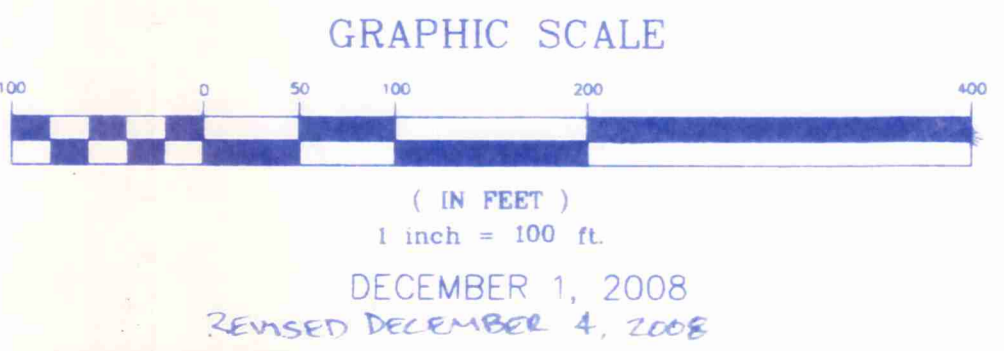 GRAPHIC SCALE
100 0 50 100 200 400
( IN FEET )
1 inch = 100 ft.
DECEMBER 1, 2008
REVISED DECEMBER 4, 2008